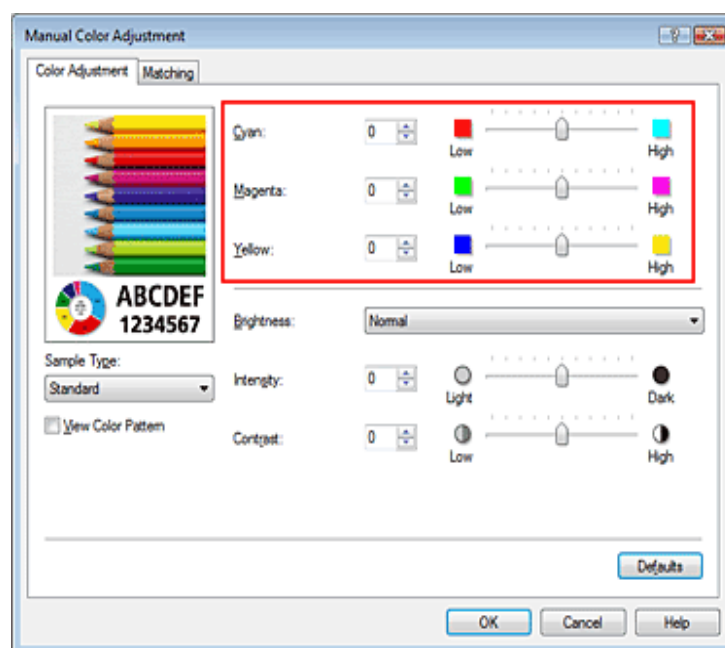 Manual Color Adjustment
Color Adjustment Matching
Cyan: 0
Low High
Magenta: 0
Low High
Yellow: 0
Low High
ABCDEF
1234567
Brightness: Normal
Sample Type:
Standard
Intensity: 0
Light Dark
View Color Pattern
Contrast: 0
Low High
Defaults
OK Cancel Help